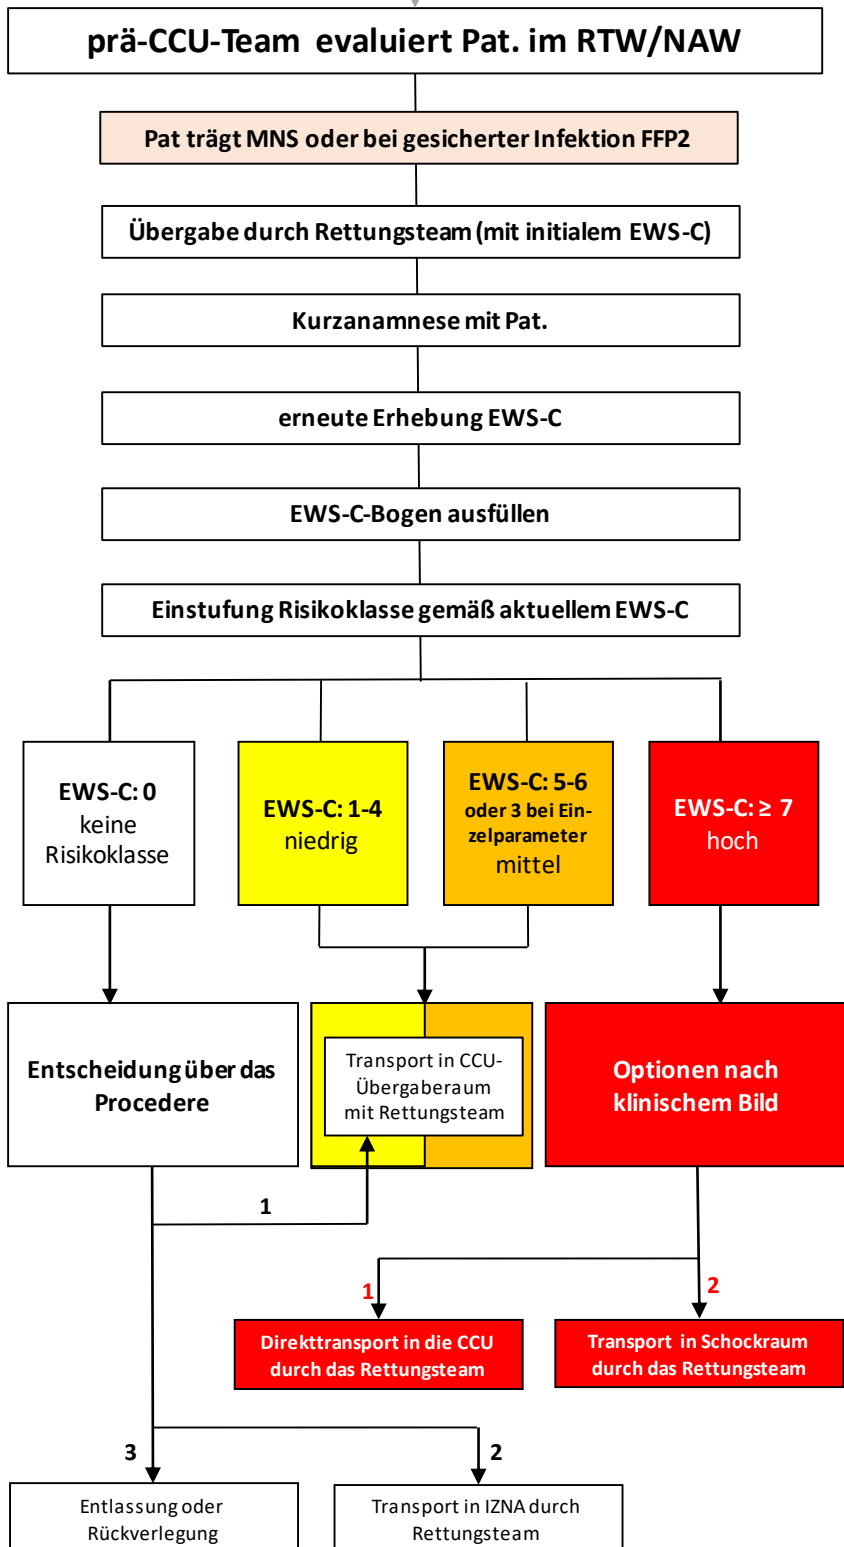 prä-CCU-Team evaluiert Pat. im RTW/NAW
Pat trägt MNS oder bei gesicherter Infektion FFP2
Übergabe durch Rettungsteam (mit initialem EWS-C)
Kurzanamnese mit Pat.
erneute Erhebung EWS-C
EWS-C-Bogen ausfüllen
Einstufung Risikoklasse gemäß aktuellem EWS-C
EWS-C: 0
keine
Risikoklasse
EWS-C: 1-4
niedrig
EWS-C: 5-6
oder 3 bei Ein-
zelparameter
mittel
EWS-C: ≥ 7
hoch
Entscheidung über das
Procedere
Transport in CCU-
Übergaberaum
mit Rettungsteam
Optionen nach
klinischem Bild
1
1
2
Direkttransport in die CCU
durch das Rettungsteam
Transport in Schockraum
durch das Rettungsteam
3
2
Entlassung oder
Rückverlegung
Transport in IZNA durch
Rettungsteam